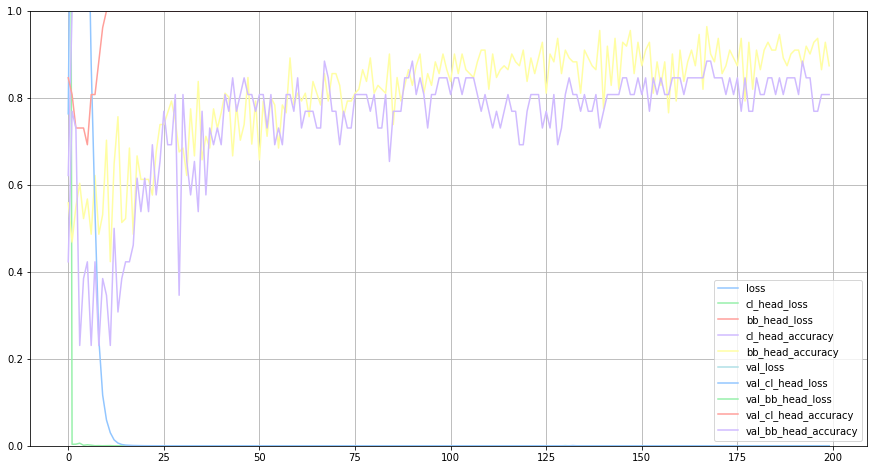 1.0
0.8
0.6
0.4
0.2
0.0
0
25
50
75
100
125
150
175
200
loss
cl_head_loss
bb_head_loss
cl_head_accuracy
bb_head_accuracy
val_loss
val_cl_head_loss
val_bb_head_loss
val_cl_head_accuracy
val_bb_head_accuracy